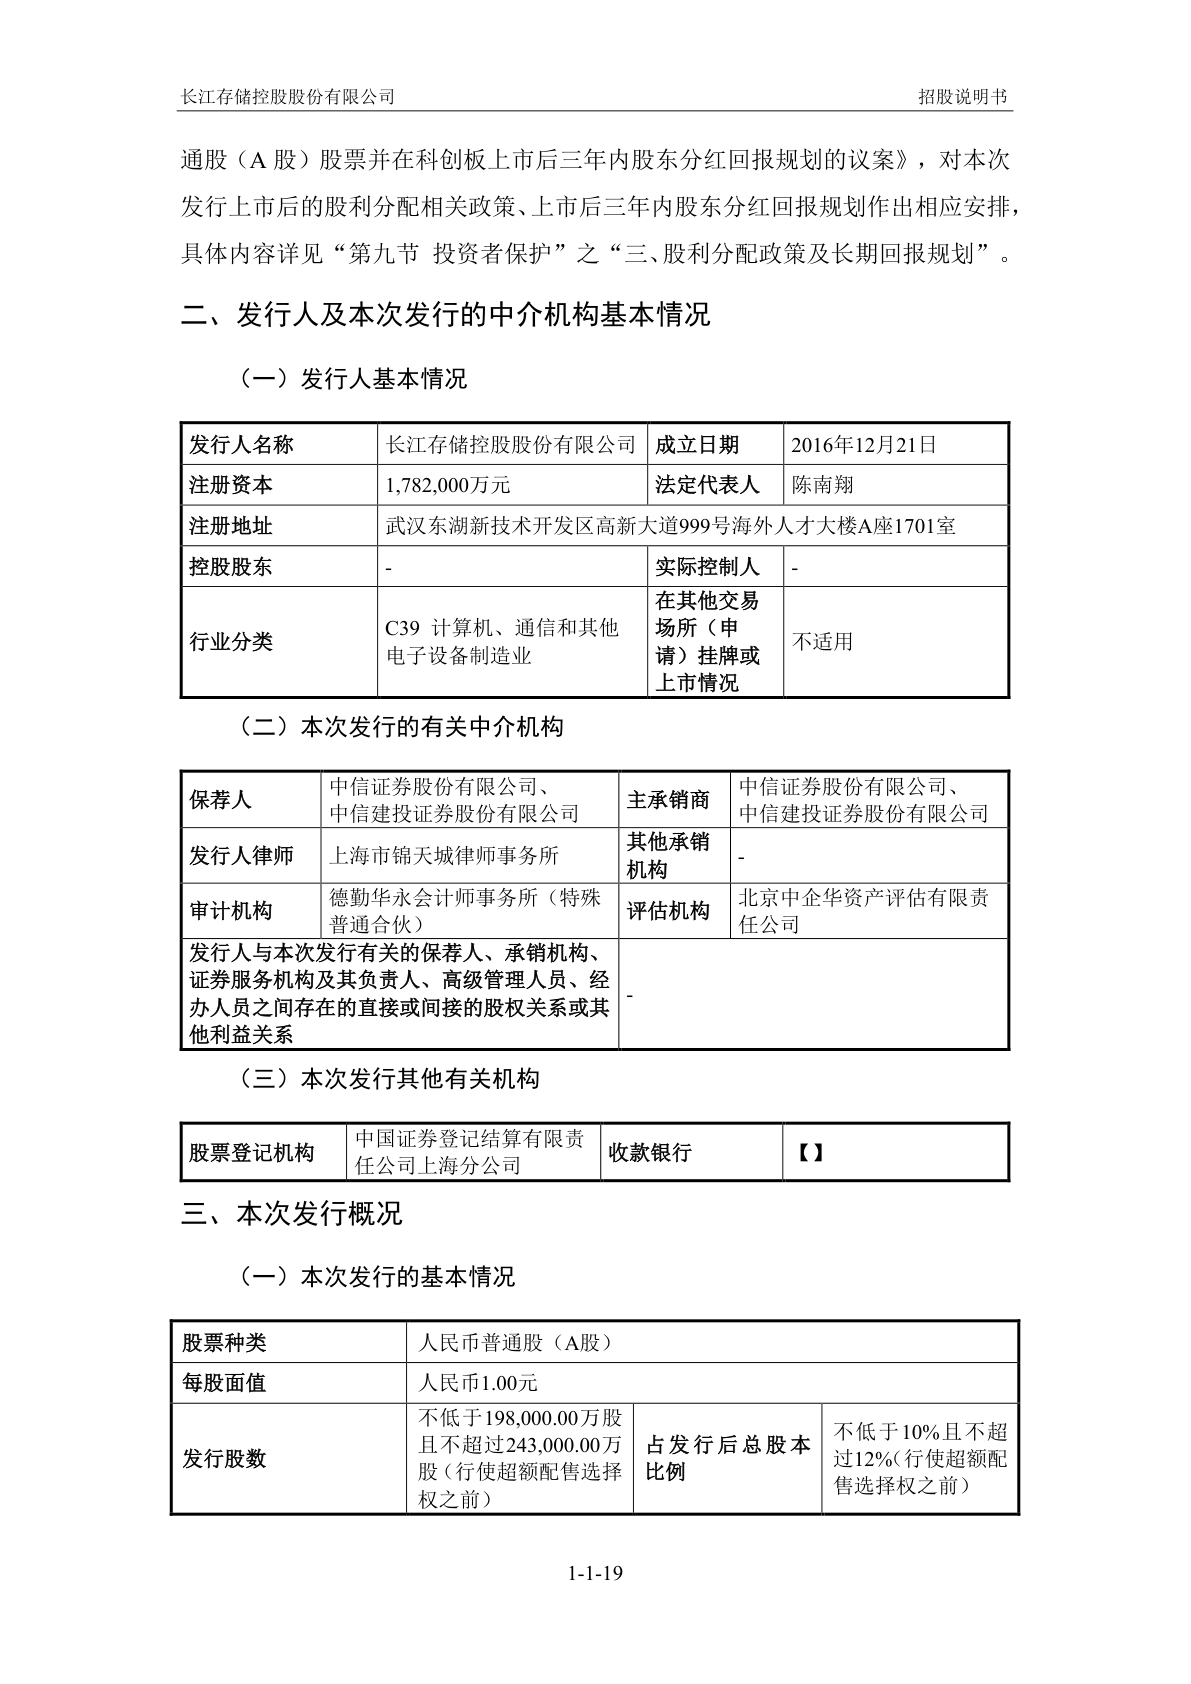 长江存储控股股份有限公司 招股说明书
通股（A 股）股票并在科创板上市后三年内股东分红回报规划的议案》，对本次
发行上市后的股利分配相关政策、上市后三年内股东分红回报规划作出相应安排，
具体内容详见“第九节 投资者保护”之“三、股利分配政策及长期回报规划”。
二、发行人及本次发行的中介机构基本情况
（一）发行人基本情况
发行人名称 长江存储控股股份有限公司 成立日期 2016年12月21日
注册资本 1,782,000万元 法定代表人 陈南翔
注册地址 武汉东湖新技术开发区高新大道999号海外人才大楼A座1701室
控股股东 - 实际控制人 -
行业分类
C39 计算机、通信和其他
电子设备制造业
在其他交易
场所（申
请）挂牌或
上市情况
不适用
（二）本次发行的有关中介机构
保荐人
中信证券股份有限公司、
中信建投证券股份有限公司
主承销商
中信证券股份有限公司、
中信建投证券股份有限公司
发行人律师 上海市锦天城律师事务所
其他承销
机构
-
审计机构
德勤华永会计师事务所（特殊
普通合伙）
评估机构
北京中企华资产评估有限责
任公司
发行人与本次发行有关的保荐人、承销机构、
证券服务机构及其负责人、高级管理人员、经
办人员之间存在的直接或间接的股权关系或其
他利益关系
-
（三）本次发行其他有关机构
股票登记机构
中国证券登记结算有限责
任公司上海分公司
收款银行 【】
三、本次发行概况
（一）本次发行的基本情况
股票种类 人民币普通股（A股）
每股面值 人民币1.00元
发行股数
不低于198,000.00万股
且不超过243,000.00万
股（行使超额配售选择
权之前）
占发行后总股本
比例
不低于10%且不超
过12%（行使超额配
售选择权之前）
1-1-19